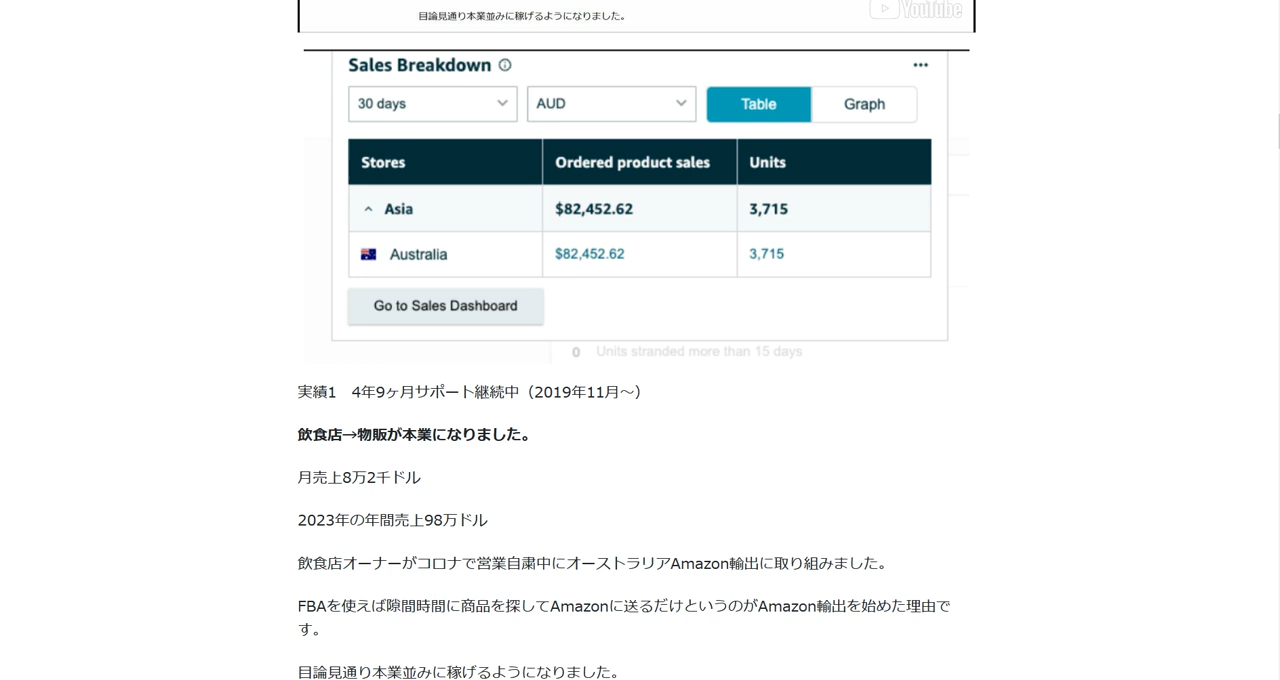 目論見通り本業並みに稼げるようになりました。
YouTube
Sales Breakdown
30 days
AUD
Table
Graph
Stores Ordered product sales Units
Asia $82,452.62 3,715
Australia $82,452.62 3,715
Go to Sales Dashboard
0 Units stranded more than 15 days
実績1　4年9ヶ月サポート継続中（2019年11月～）
飲食店→物販が本業になりました。
月売上8万2千ドル
2023年の年間売上98万ドル
飲食店オーナーがコロナで営業自粛中にオーストラリアAmazon輸出に取り組みました。
FBAを使えば隙間時間に商品を探してAmazonに送るだけというのがAmazon輸出を始めた理由で
す。
目論見通り本業並みに稼げるようになりました。